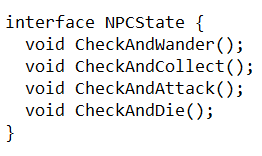 interface NPCState {
  void CheckAndWander();
  void CheckAndCollect();
  void CheckAndAttack();
  void CheckAndDie();
}